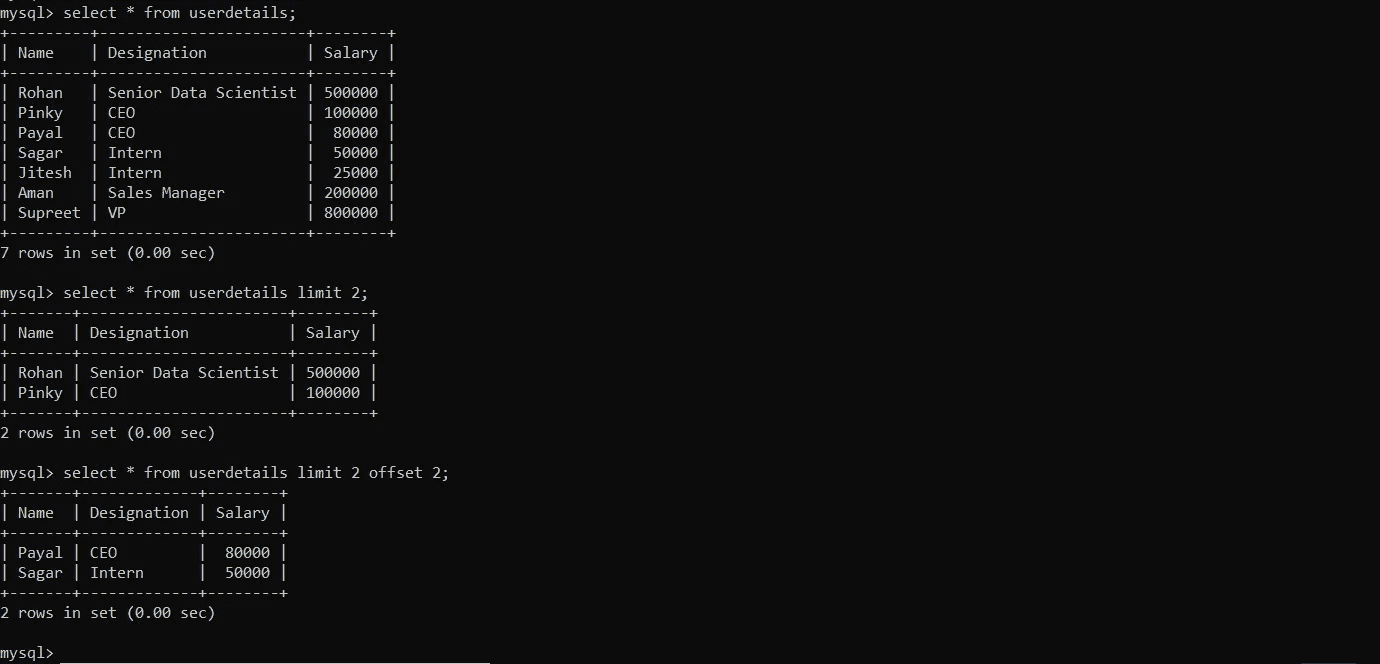 mysql> select * from userdetails;
+---------+-----------------------+--------+
| Name    | Designation           | Salary |
+---------+-----------------------+--------+
| Rohan   | Senior Data Scientist | 500000 |
| Pinky   | CEO                   | 100000 |
| Payal   | CEO                   |  80000 |
| Sagar   | Intern                |  50000 |
| Jitesh  | Intern                |  25000 |
| Aman    | Sales Manager         | 200000 |
| Supreet | VP                    | 800000 |
+---------+-----------------------+--------+
7 rows in set (0.00 sec)

mysql> select * from userdetails limit 2;
+-------+-----------------------+--------+
| Name  | Designation           | Salary |
+-------+-----------------------+--------+
| Rohan | Senior Data Scientist | 500000 |
| Pinky | CEO                   | 100000 |
+-------+-----------------------+--------+
2 rows in set (0.00 sec)

mysql> select * from userdetails limit 2 offset 2;
+-------+-------------+--------+
| Name  | Designation | Salary |
+-------+-------------+--------+
| Payal | CEO         |  80000 |
| Sagar | Intern      |  50000 |
+-------+-------------+--------+
2 rows in set (0.00 sec)

mysql>